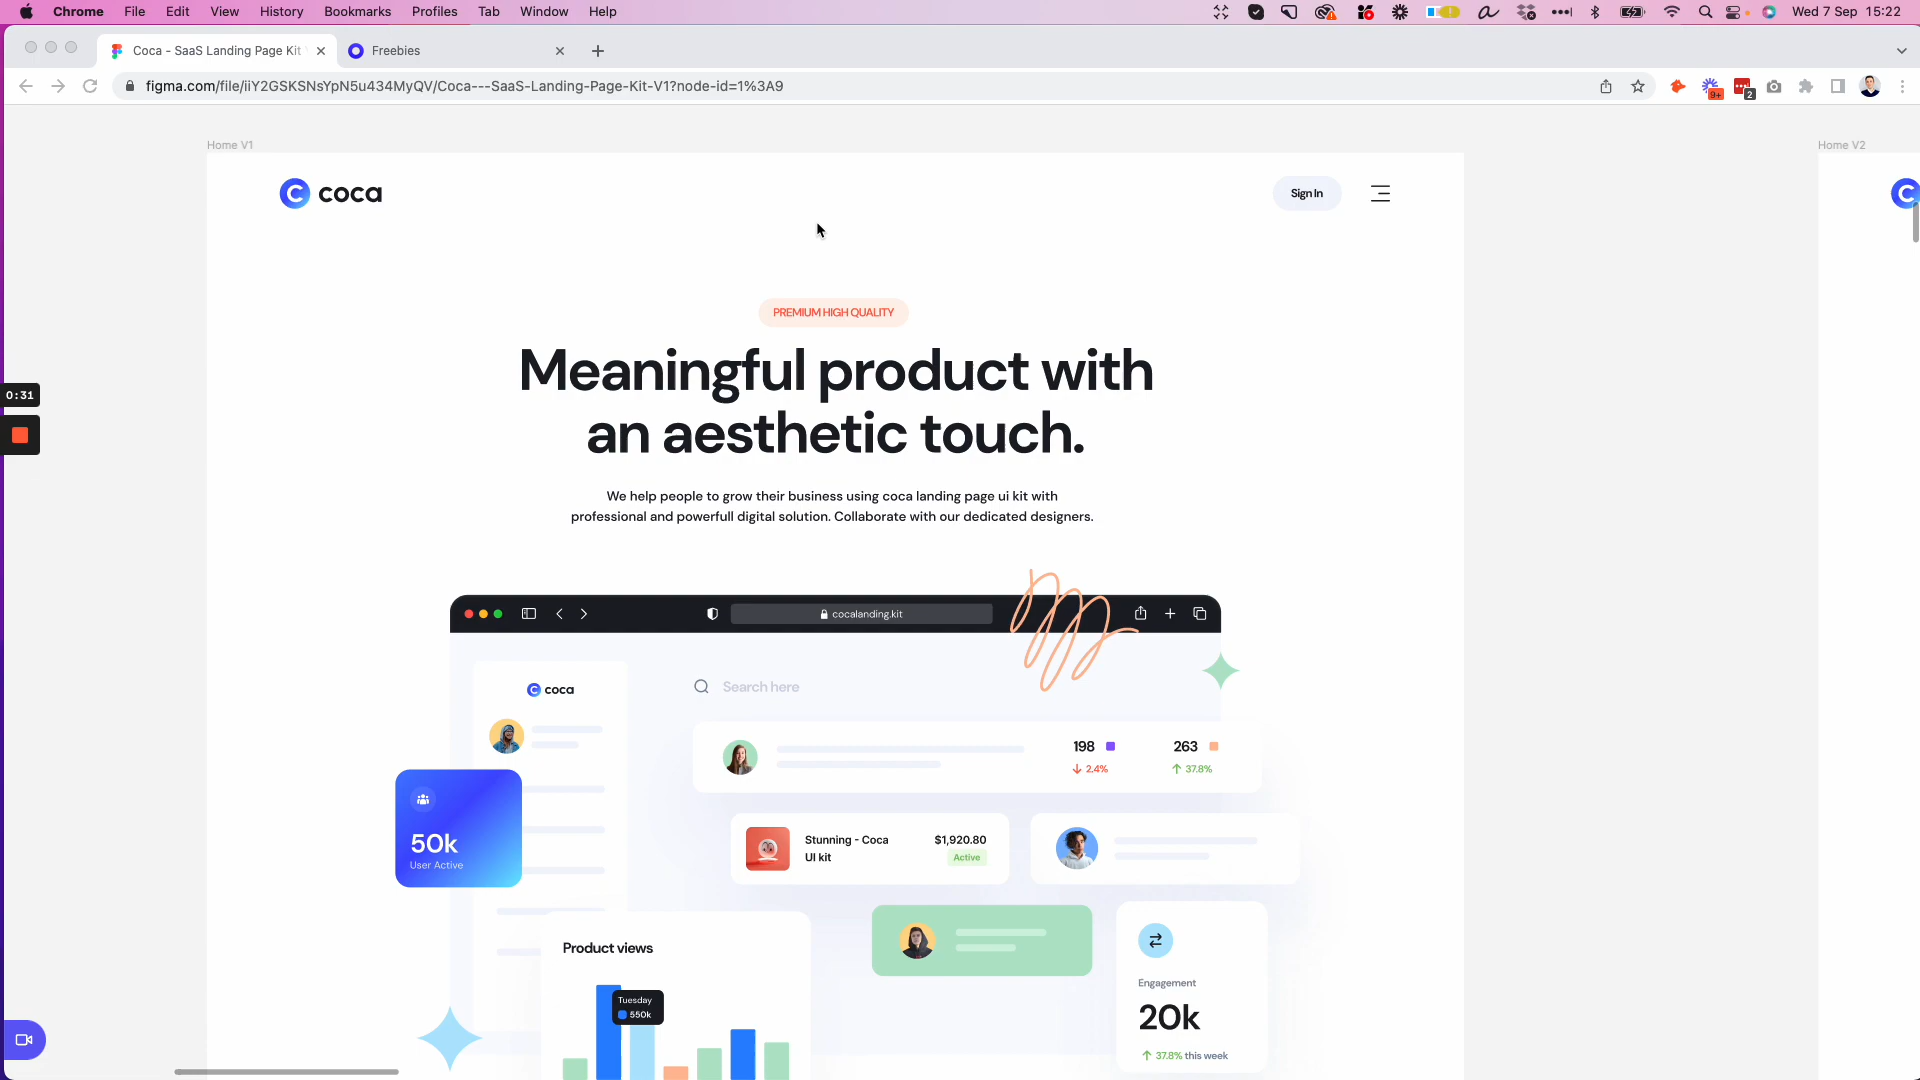 Chrome File Edit View History Bookmarks Profiles Tab Window Help Wed 7 Sep 15:22
Coca - SaaS Landing Page Kit Freebies
figma.com/file/iiY2GSKSNsYpN5u434MyQV/Coca---SaaS-Landing-Page-Kit-V1?node-id=1%3A9 9+ 2
Home V1 Home V2
coca Sign In
PREMIUM HIGH QUALITY
Meaningful product with
an aesthetic touch.
0:31
We help people to grow their business using coca landing page ui kit with
professional and powerfull digital solution. Collaborate with our dedicated designers.
cocalanding.kit
coca
Search here
198 263
2.4% 37.8%
50k
User Active
Stunning - Coca $1,920.80
UI kit Active
Product views
Tuesday
550k
Engagement
20k
37.8% this week